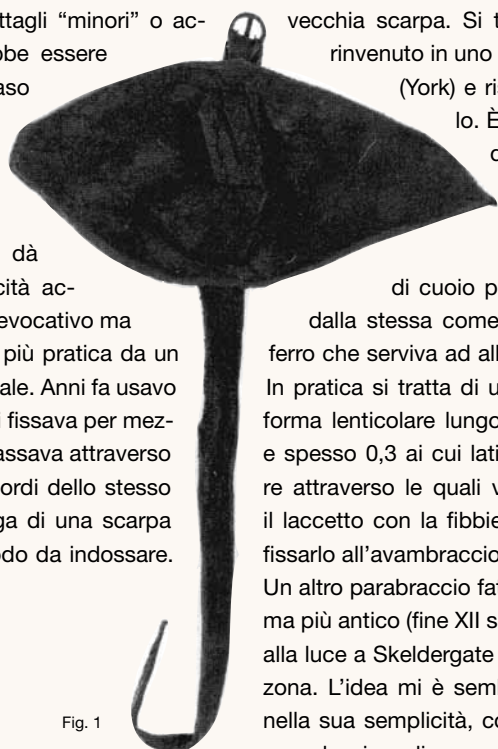 ttagli “minori” o ac-
bbe essere
aso
dà
cità ac-
evocativo ma
più pratica da un
ale. Anni fa usavo
i fissava per mez-
assava attraverso
ordi dello stesso
ga di una scarpa
odo da indossare.
Fig. 1
vecchia scarpa. Si t
rinvenuto in uno
(York) e ri
lo. È
di cuoio p
dalla stessa come
ferro che serviva ad all
In pratica si tratta di u
forma lenticolare lungo
e spesso 0,3 ai cui lati
re attraverso le quali v
il laccetto con la fibbie
fissarlo all’avambraccio
Un altro parabraccio fat
ma più antico (fine XII s
alla luce a Skeldergate
zona. L’idea mi è semb
nella sua semplicità, co